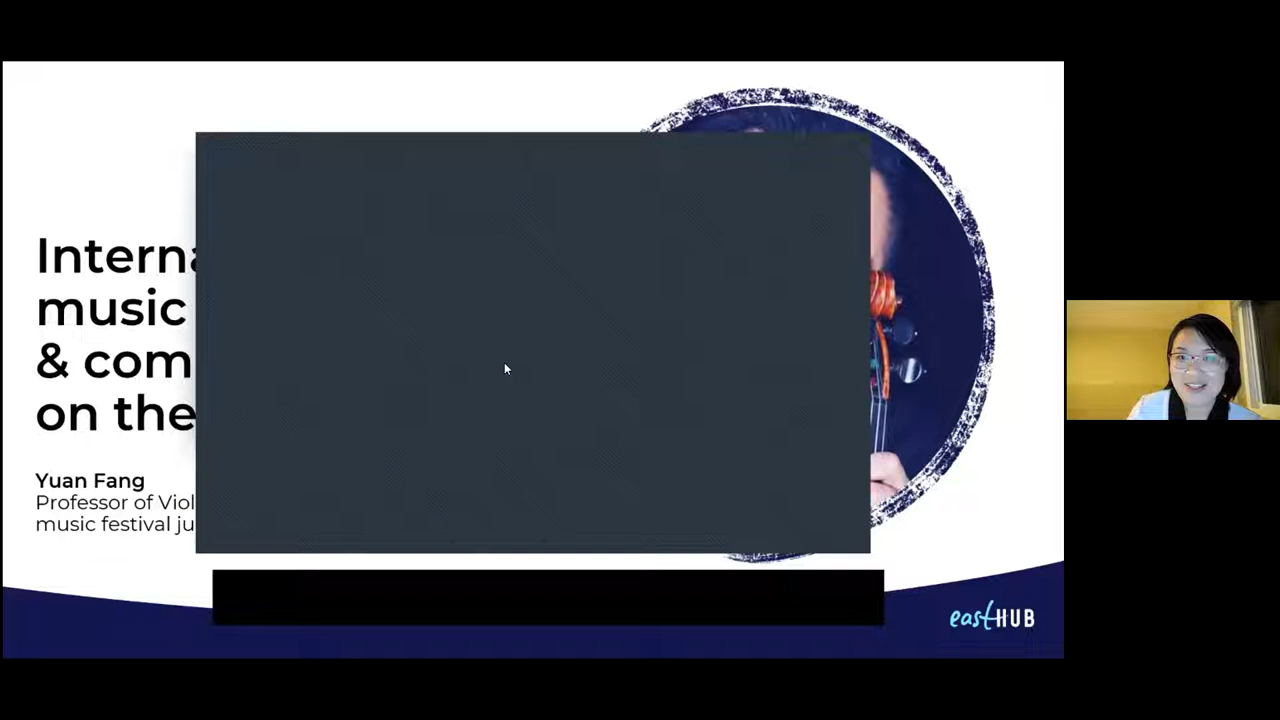 Interna
music
& com
on the
Yuan Fang
Professor of Viol
music festival ju
eastHUB